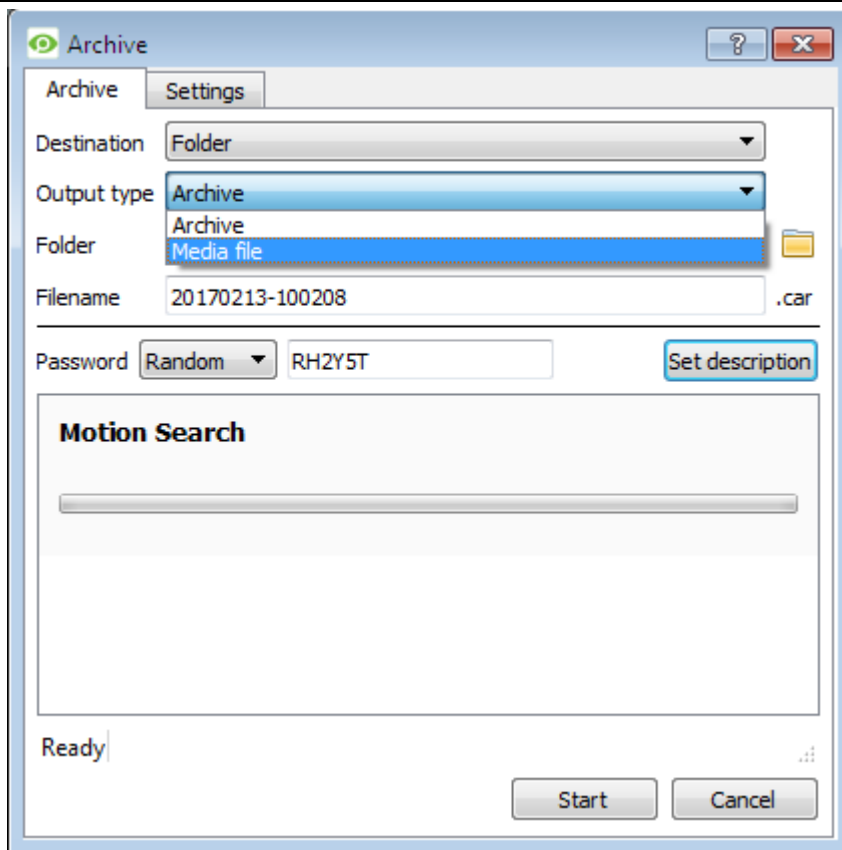 Archive
Archive Settings
Destination Folder
Output type Archive
Archive
Media file
Folder
Filename 20170213-100208 .car
Password Random RH2Y5T Set description
Motion Search
Ready
Start Cancel